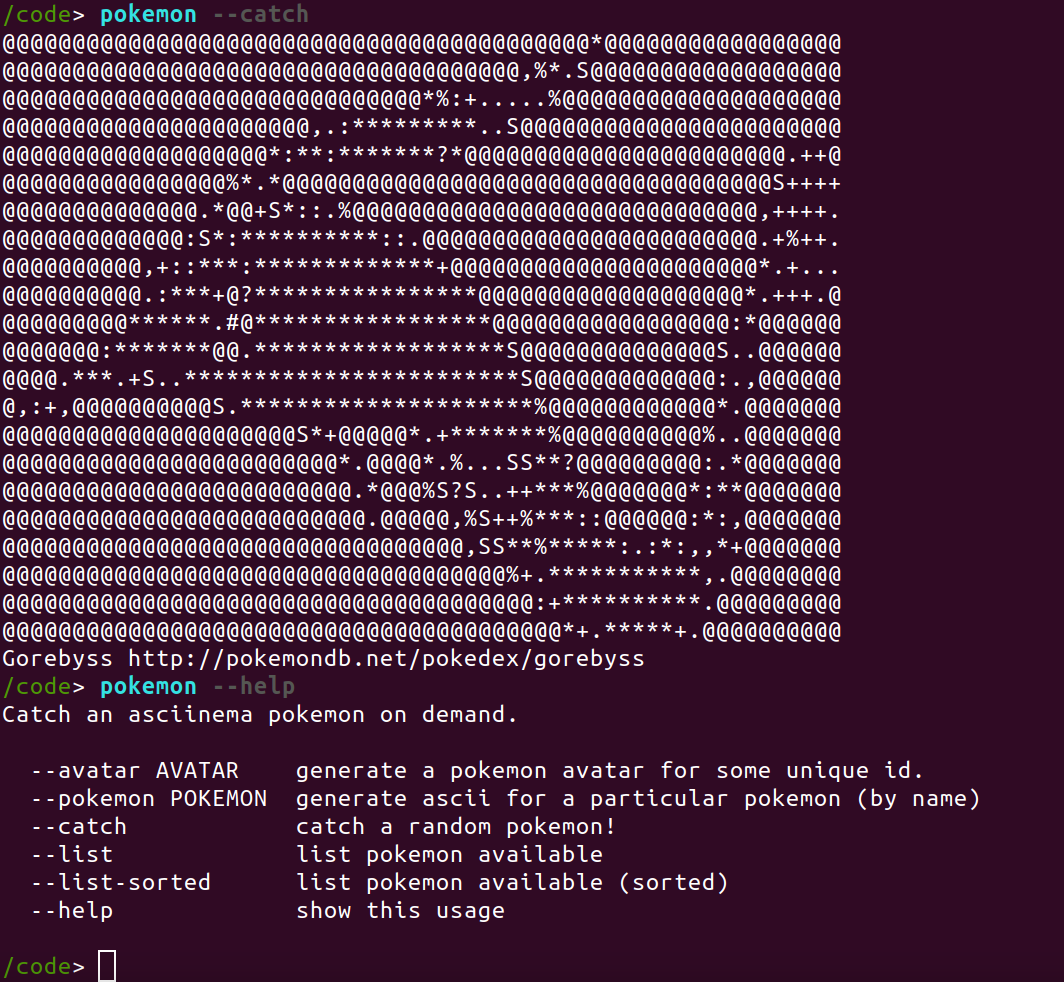 /code> pokemon --catch
@@@@@@@@@@@@@@@@@@@@@@@@@@@@@@@@@@@@@@@@@@*@@@@@@@@@@@@@@@@@
@@@@@@@@@@@@@@@@@@@@@@@@@@@@@@@@@@@@@,%*.S@@@@@@@@@@@@@@@@@@
@@@@@@@@@@@@@@@@@@@@@@@@@@@@@@*%:+.....%@@@@@@@@@@@@@@@@@@@@
@@@@@@@@@@@@@@@@@@@@@@,.:*********..S@@@@@@@@@@@@@@@@@@@@@@@
@@@@@@@@@@@@@@@@@@@*:**:*******?*@@@@@@@@@@@@@@@@@@@@@@@.++@
@@@@@@@@@@@@@@@@%*.*@@@@@@@@@@@@@@@@@@@@@@@@@@@@@@@@@@@S++++
@@@@@@@@@@@@@@.*@@+S*::.%@@@@@@@@@@@@@@@@@@@@@@@@@@@@@,++++.
@@@@@@@@@@@@@:S*:**********::.@@@@@@@@@@@@@@@@@@@@@@@@.+%++.
@@@@@@@@@@,+::***:*************+@@@@@@@@@@@@@@@@@@@@@@*.+...
@@@@@@@@@@.:***+@?****************@@@@@@@@@@@@@@@@@@@*.+++.@
@@@@@@@@@******.#@*****************@@@@@@@@@@@@@@@@@:*@@@@@@
@@@@@@@:*******@@.******************S@@@@@@@@@@@@@@S..@@@@@@
@@@@.***.+S..************************S@@@@@@@@@@@@@:.,@@@@@@
@,:+,@@@@@@@@@@S.*********************%@@@@@@@@@@@@*.@@@@@@@
@@@@@@@@@@@@@@@@@@@@@S*+@@@@@*.+*******%@@@@@@@@@@%..@@@@@@@
@@@@@@@@@@@@@@@@@@@@@@@@*.@@@@*.%...SS**?@@@@@@@@@:.*@@@@@@@
@@@@@@@@@@@@@@@@@@@@@@@@@.*@@@%S?S..++***%@@@@@@@*:**@@@@@@@
@@@@@@@@@@@@@@@@@@@@@@@@@@.@@@@@,%S++%***::@@@@@@:*:,@@@@@@@
@@@@@@@@@@@@@@@@@@@@@@@@@@@@@@@@@,SS**%*****:.:*:,,*+@@@@@@@
@@@@@@@@@@@@@@@@@@@@@@@@@@@@@@@@@@@@%+.***********,.@@@@@@@@
@@@@@@@@@@@@@@@@@@@@@@@@@@@@@@@@@@@@@@:+**********.@@@@@@@@@
@@@@@@@@@@@@@@@@@@@@@@@@@@@@@@@@@@@@@@@@*+.*****+.@@@@@@@@@@
Gorebyss http://pokemondb.net/pokedex/gorebyss
/code> pokemon --help
Catch an asciinema pokemon on demand.

  --avatar AVATAR    generate a pokemon avatar for some unique id.
  --pokemon POKEMON  generate ascii for a particular pokemon (by name)
  --catch            catch a random pokemon!
  --list             list pokemon available
  --list-sorted      list pokemon available (sorted)
  --help             show this usage

/code>